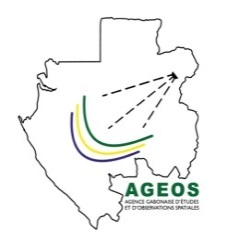 AGEOS
AGENCE GABONAISE D'ÉTUDES
ET D'OBSERVATIONS SPATIALES